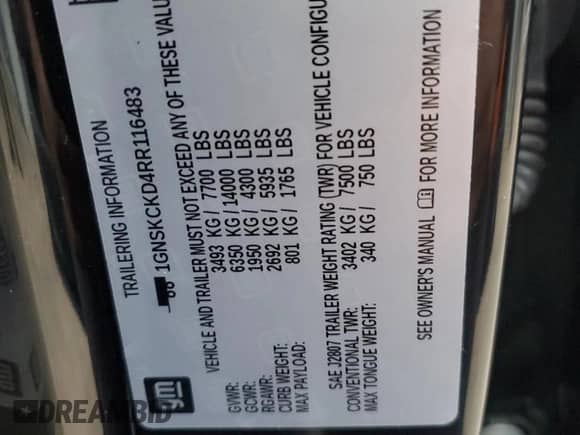 TRAILERING INFORMATION
1GNSKCKD4RR116483
VEHICLE AND TRAILER MUST NOT EXCEED ANY OF THESE VALU
GVWR: 3493 KG / 7700 LBS
GCWR: 6350 KG / 14000 LBS
RGAWR: 1950 KG / 4300 LBS
CURB WEIGHT: 2692 KG / 5935 LBS
MAX PAYLOAD: 801 KG / 1765 LBS
SAE J2807 TRAILER WEIGHT RATING (TWR) FOR VEHICLE CONFIGU
CONVENTIONAL TWR: 3402 KG / 7500 LBS
MAX TONGUE WEIGHT: 340 KG / 750 LBS
SEE OWNER'S MANUAL FOR MORE INFORMATION
gm
DREAMBID